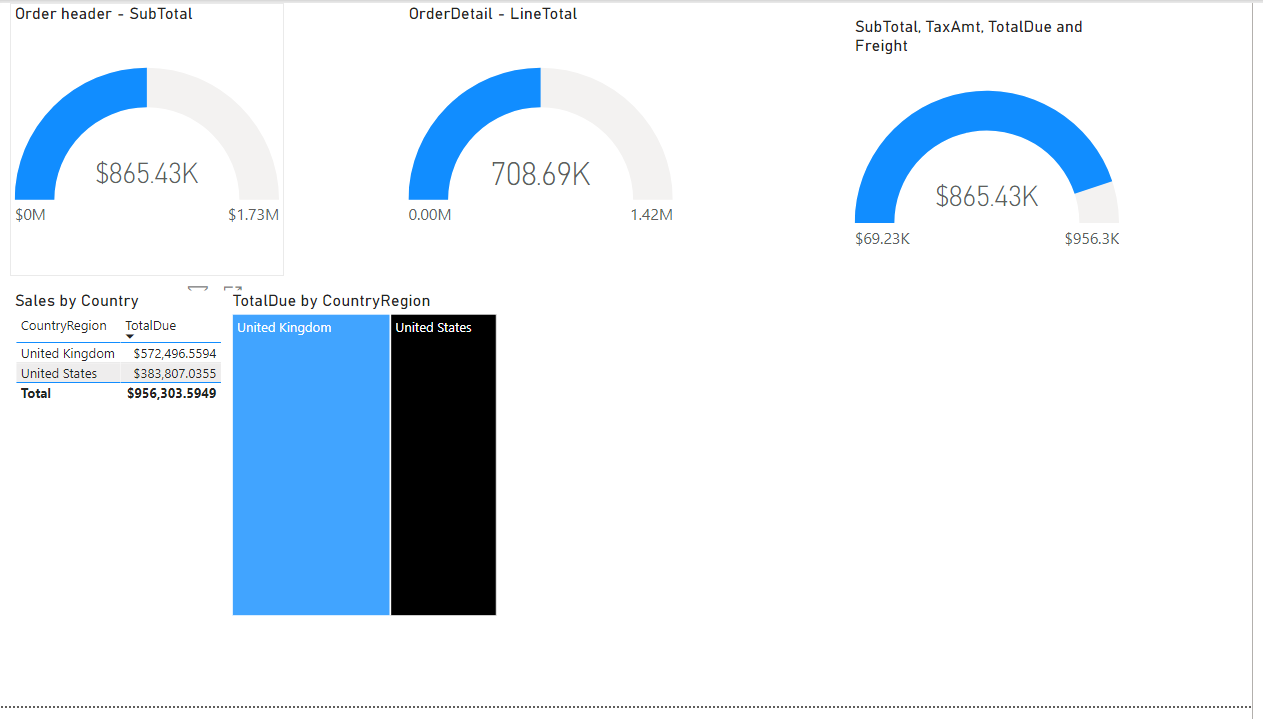 Order header - SubTotal
$865.43K
$0M $1.73M
OrderDetail - LineTotal
708.69K
0.00M 1.42M
SubTotal, TaxAmt, TotalDue and
Freight
$865.43K
$69.23K $956.3K
Sales by Country
CountryRegion TotalDue
United Kingdom $572,496.5594
United States $383,807.0355
Total $956,303.5949
TotalDue by CountryRegion
United Kingdom
United States